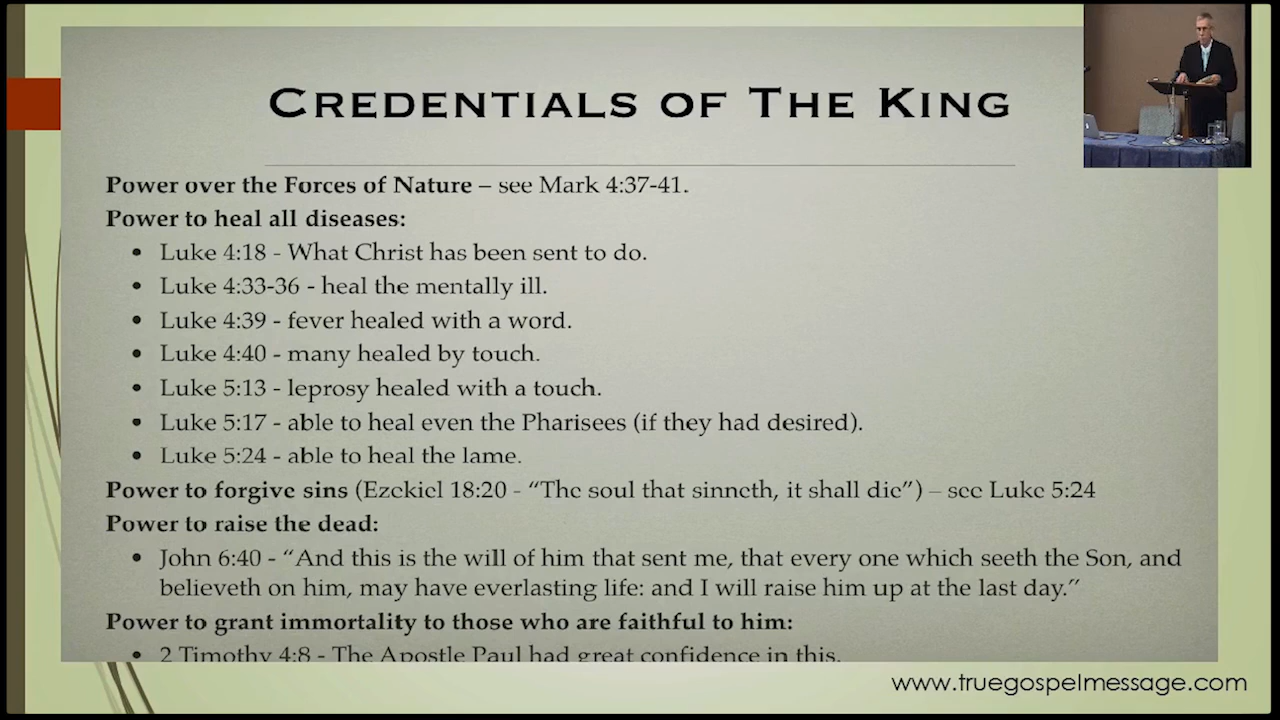 CREDENTIALS OF THE KING
Power over the Forces of Nature – see Mark 4:37-41.
Power to heal all diseases:
• Luke 4:18 - What Christ has been sent to do.
• Luke 4:33-36 - heal the mentally ill.
• Luke 4:39 - fever healed with a word.
• Luke 4:40 - many healed by touch.
• Luke 5:13 - leprosy healed with a touch.
• Luke 5:17 - able to heal even the Pharisees (if they had desired).
• Luke 5:24 - able to heal the lame.
Power to forgive sins (Ezekiel 18:20 - “The soul that sinneth, it shall die”) – see Luke 5:24
Power to raise the dead:
• John 6:40 - “And this is the will of him that sent me, that every one which seeth the Son, and
believeth on him, may have everlasting life: and I will raise him up at the last day.”
Power to grant immortality to those who are faithful to him:
• 2 Timothy 4:8 - The Apostle Paul had great confidence in this.
www.truegospelmessage.com